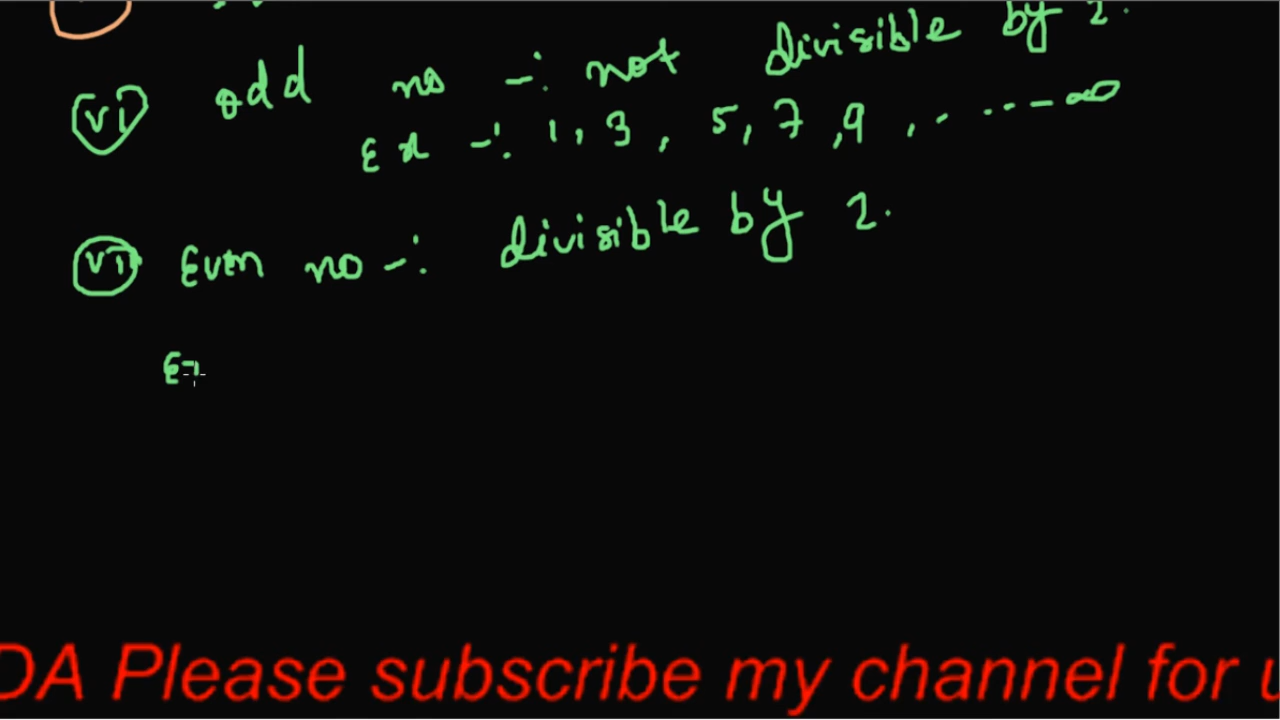 (vi) odd no -: not divisible by 2.
Ex -: 1, 3, 5, 7, 9, . . . . - ∞
(vii) Even no -: divisible by 2.
DA Please subscribe my channel for u